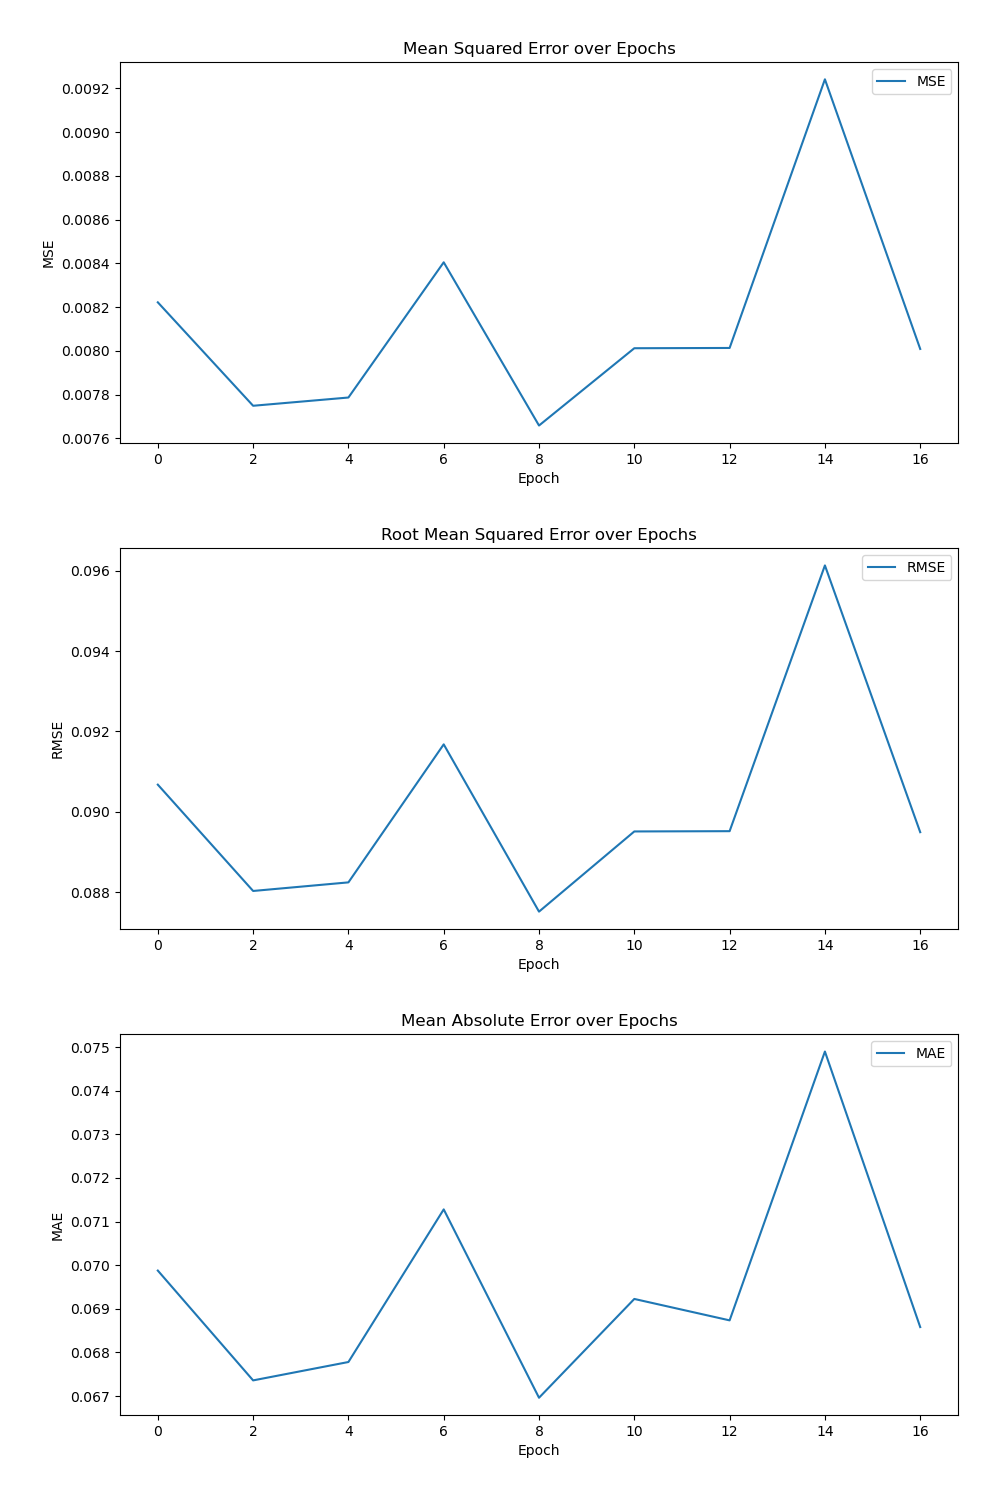 Mean Squared Error over Epochs
MSE
0.0092
0.0090
0.0088
0.0086
0.0084
0.0082
0.0080
0.0078
0.0076
MSE
0 2 4 6 8 10 12 14 16
Epoch
Root Mean Squared Error over Epochs
RMSE
0.096
0.094
0.092
0.090
0.088
RMSE
0 2 4 6 8 10 12 14 16
Epoch
Mean Absolute Error over Epochs
MAE
0.075
0.074
0.073
0.072
0.071
0.070
0.069
0.068
0.067
MAE
0 2 4 6 8 10 12 14 16
Epoch